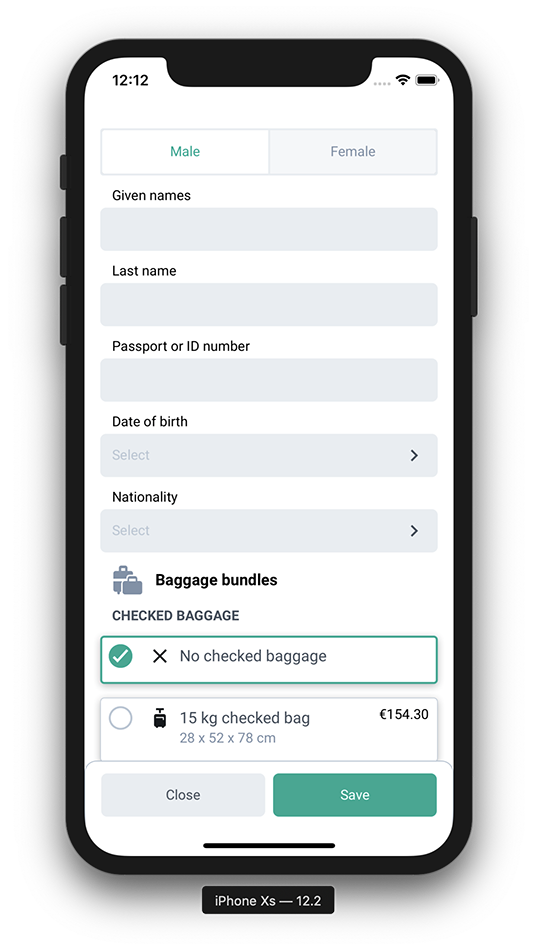 12:12
Male Female
Given names
Last name
Passport or ID number
Date of birth
Select
Nationality
Select
Baggage bundles
CHECKED BAGGAGE
No checked baggage
15 kg checked bag €154.30
28 x 52 x 78 cm
Close Save
iPhone Xs — 12.2